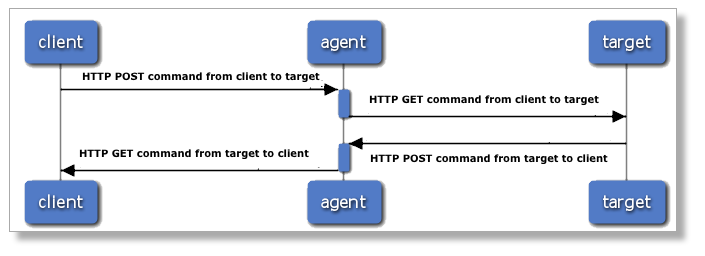 client
agent
target
HTTP POST command from client to target
HTTP GET command from client to target
HTTP GET command from target to client
HTTP POST command from target to client
client
agent
target